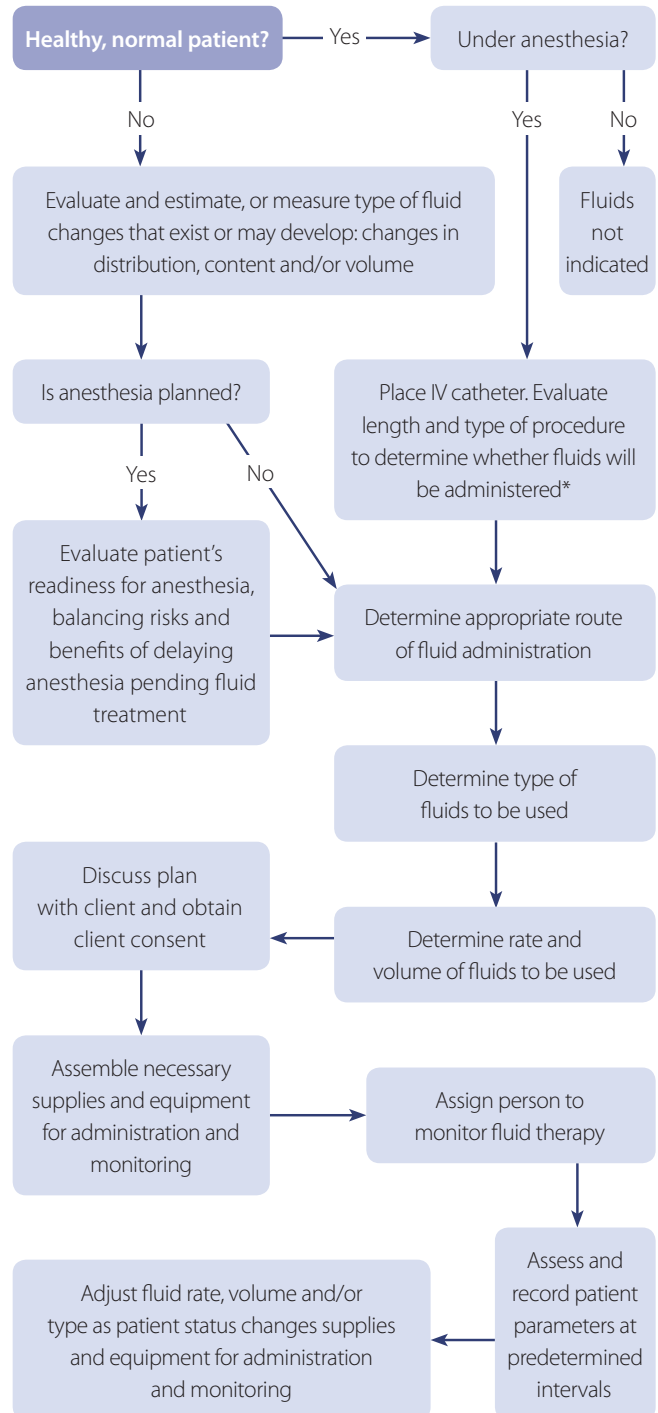 Healthy, normal patient?
Yes
Under anesthesia?
No
Yes
No
Evaluate and estimate, or measure type of fluid
changes that exist or may develop: changes in
distribution, content and/or volume
Fluids
not
indicated
Is anesthesia planned?
Yes
No
Place IV catheter. Evaluate
length and type of procedure
to determine whether fluids will
be administered*
Evaluate patient’s
readiness for anesthesia,
balancing risks and
benefits of delaying
anesthesia pending fluid
treatment
Determine appropriate route
of fluid administration
Determine type of
fluids to be used
Determine rate and
volume of fluids to be used
Discuss plan
with client and obtain
client consent
Assemble necessary
supplies and equipment
for administration and
monitoring
Assign person to
monitor fluid therapy
Assess and
record patient
parameters at
predetermined
intervals
Adjust fluid rate, volume and/or
type as patient status changes supplies
and equipment for administration
and monitoring